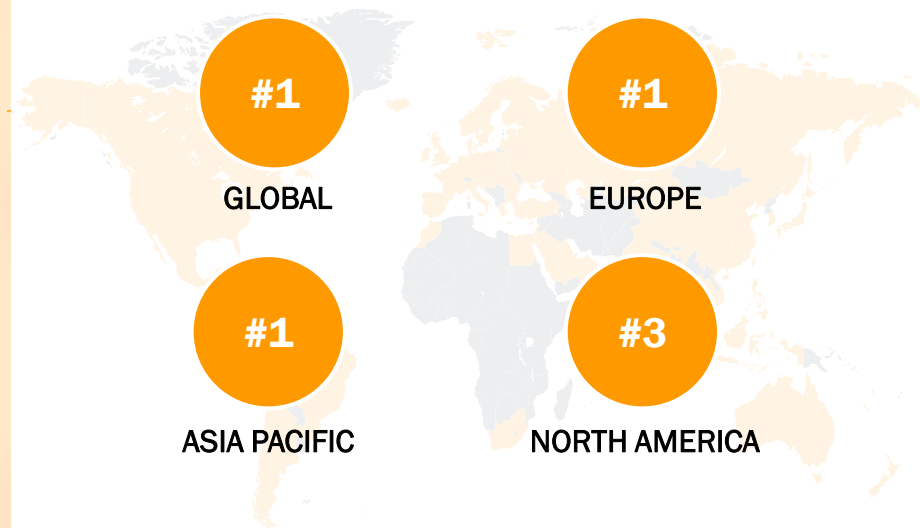 #1
GLOBAL
#1
EUROPE
#1
ASIA PACIFIC
#3
NORTH AMERICA